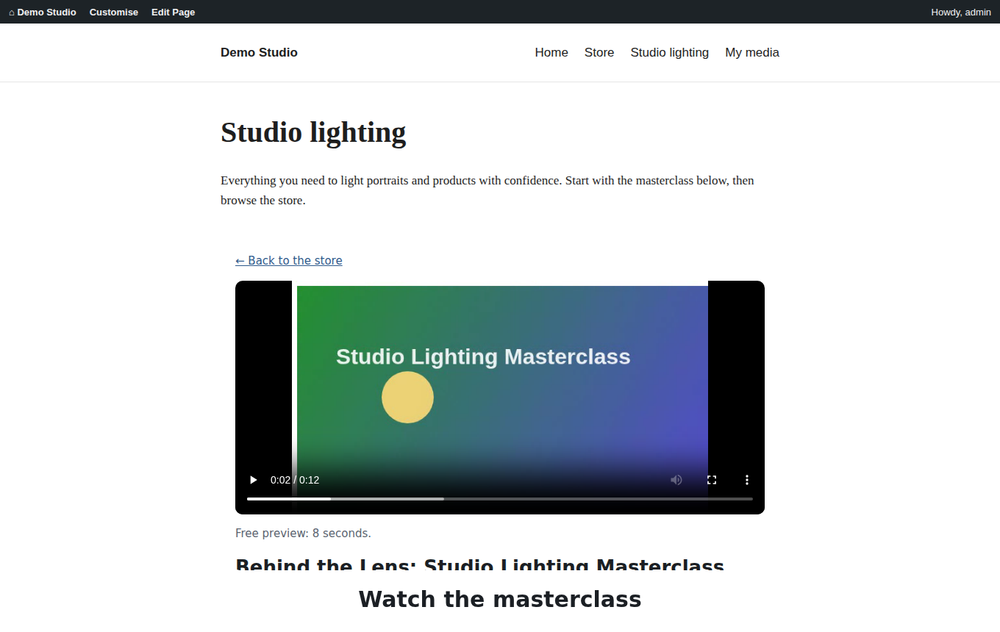 ⌂ Demo Studio Customise Edit Page Howdy, admin
Demo Studio Home Store Studio lighting My media
Studio lighting
Everything you need to light portraits and products with confidence. Start with the masterclass below, then
browse the store.
← Back to the store
Studio Lighting Masterclass
0:02 / 0:12
Free preview: 8 seconds.
Behind the Lens: Studio Lighting Masterclass
Watch the masterclass